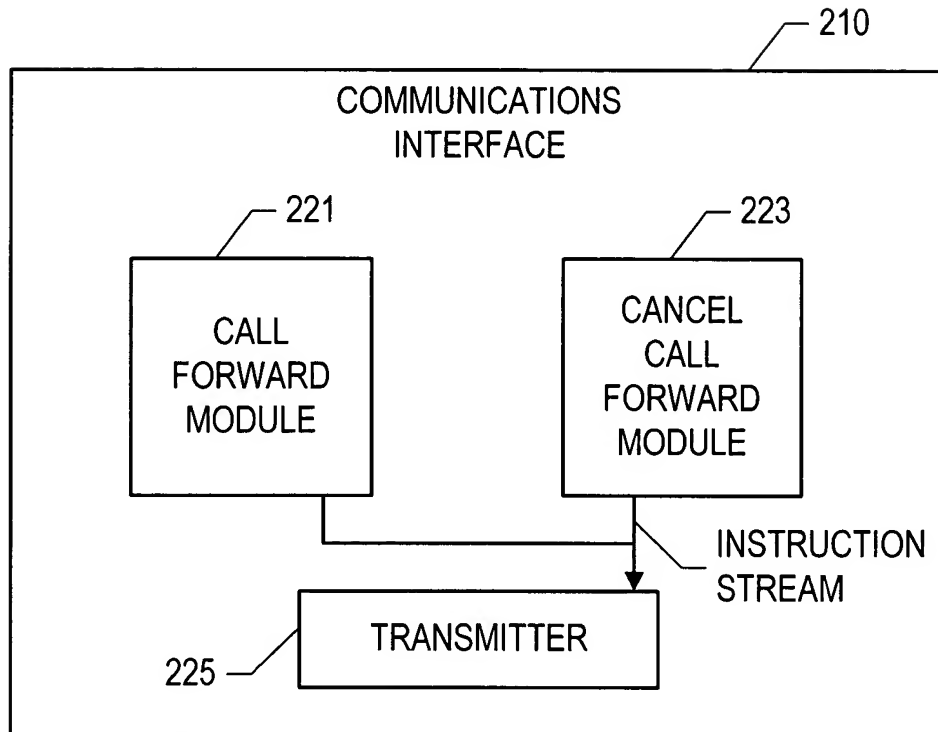 210
COMMUNICATIONS
INTERFACE
221
223
CALL
FORWARD
MODULE
CANCEL
CALL
FORWARD
MODULE
INSTRUCTION
STREAM
TRANSMITTER
225